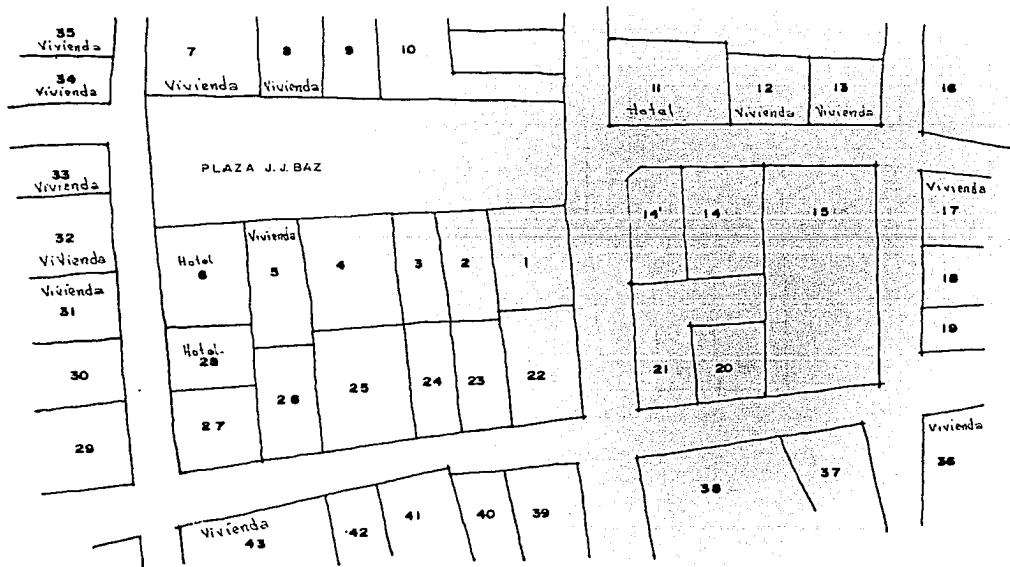 35
Vivienda
34
Vivienda
7
Vivienda
8
Vivienda
9
10
11
Hotel
12
Vivienda
13
Vivienda
16
PLAZA J.J. BAZ
33
Vivienda
32
Vivienda
Vivienda
31
30
29
Hotel
6
Vivienda
5
4
3
2
1
14'
14
15
Vivienda
17
18
19
Hotel
28
27
26
25
24
23
22
21
20
Vivienda
43
42
41
40
39
38
37
Vivienda
36